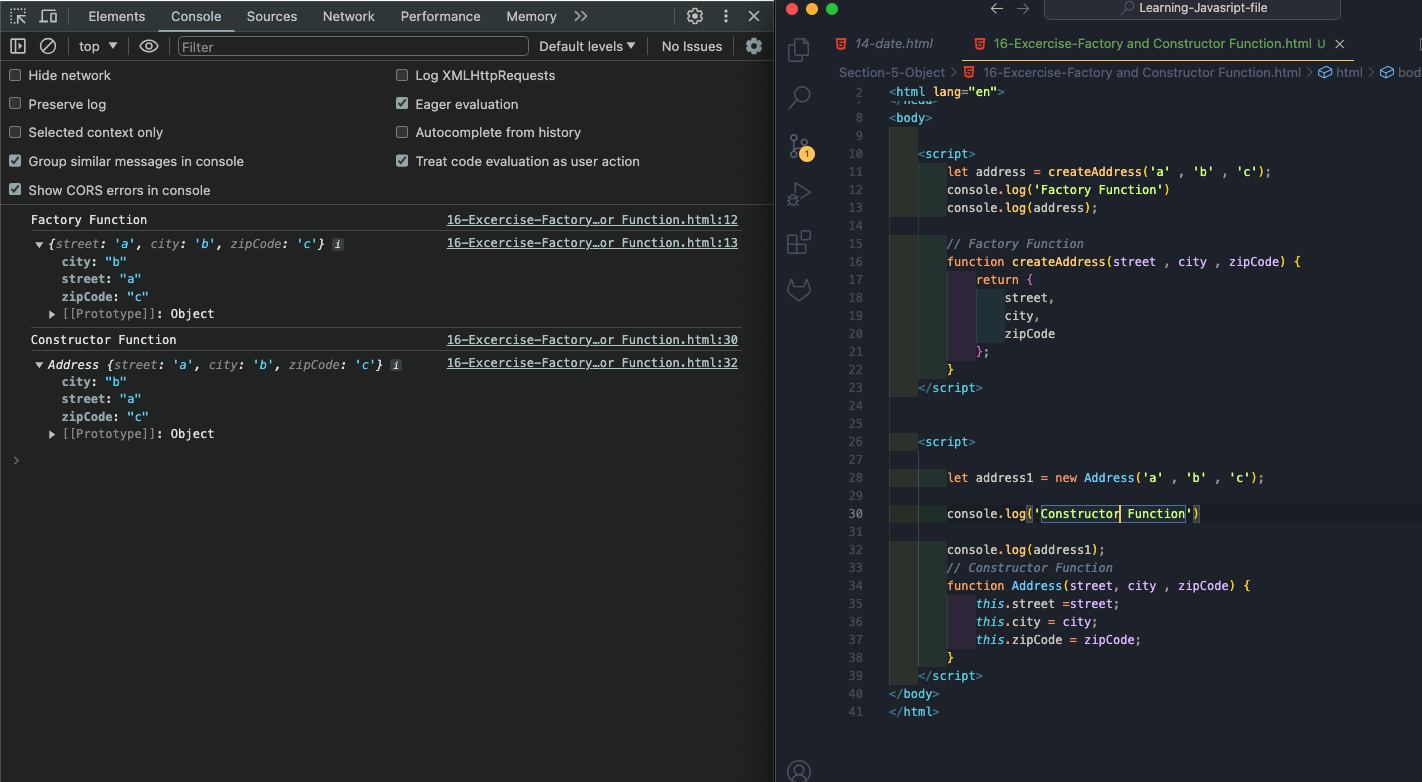 Elements Console Sources Network Performance Memory
top Filter Default levels No Issues
Hide network Log XMLHttpRequests
Preserve log Eager evaluation
Selected context only Autocomplete from history
Group similar messages in console Treat code evaluation as user action
Show CORS errors in console
Factory Function 16-Excercise-Factory…or Function.html:12
{street: 'a', city: 'b', zipCode: 'c'} i 16-Excercise-Factory…or Function.html:13
city: "b"
street: "a"
zipCode: "c"
[[Prototype]]: Object
Constructor Function 16-Excercise-Factory…or Function.html:30
Address {street: 'a', city: 'b', zipCode: 'c'} i 16-Excercise-Factory…or Function.html:32
city: "b"
street: "a"
zipCode: "c"
[[Prototype]]: Object
Learning-Javasript-file
14-date.html 16-Excercise-Factory and Constructor Function.html U
Section-5-Object > 16-Excercise-Factory and Constructor Function.html > html > bod
1
2 <html lang="en">
7 </head>
8 <body>
9
10 <script>
11 let address = createAddress('a' , 'b' , 'c');
12 console.log('Factory Function')
13 console.log(address);
14
15 // Factory Function
16 function createAddress(street , city , zipCode) {
17 return {
18 street,
19 city,
20 zipCode
21 };
22 }
23 </script>
24
25
26 <script>
27
28 let address1 = new Address('a' , 'b' , 'c');
29
30 console.log('Constructor Function')
31
32 console.log(address1);
33 // Constructor Function
34 function Address(street, city , zipCode) {
35 this.street =street;
36 this.city = city;
37 this.zipCode = zipCode;
38 }
39 </script>
40 </body>
41 </html>